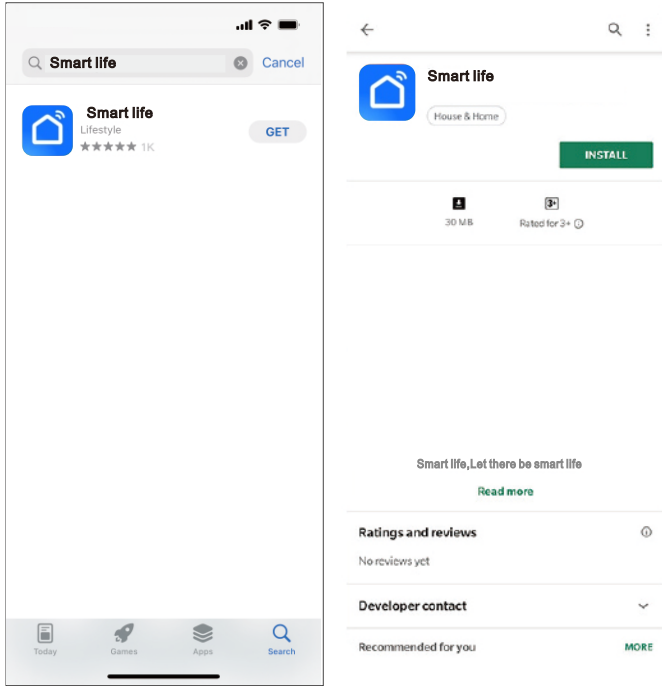 Smart life
Cancel
Smart life
Lifestyle
1K
GET
Today
Games
Apps
Search
Smart life
House & Home
INSTALL
30 MB
3+
Rated for 3+
Smart life,Let there be smart life
Read more
Ratings and reviews
No reviews yet
Developer contact
Recommended for you
MORE